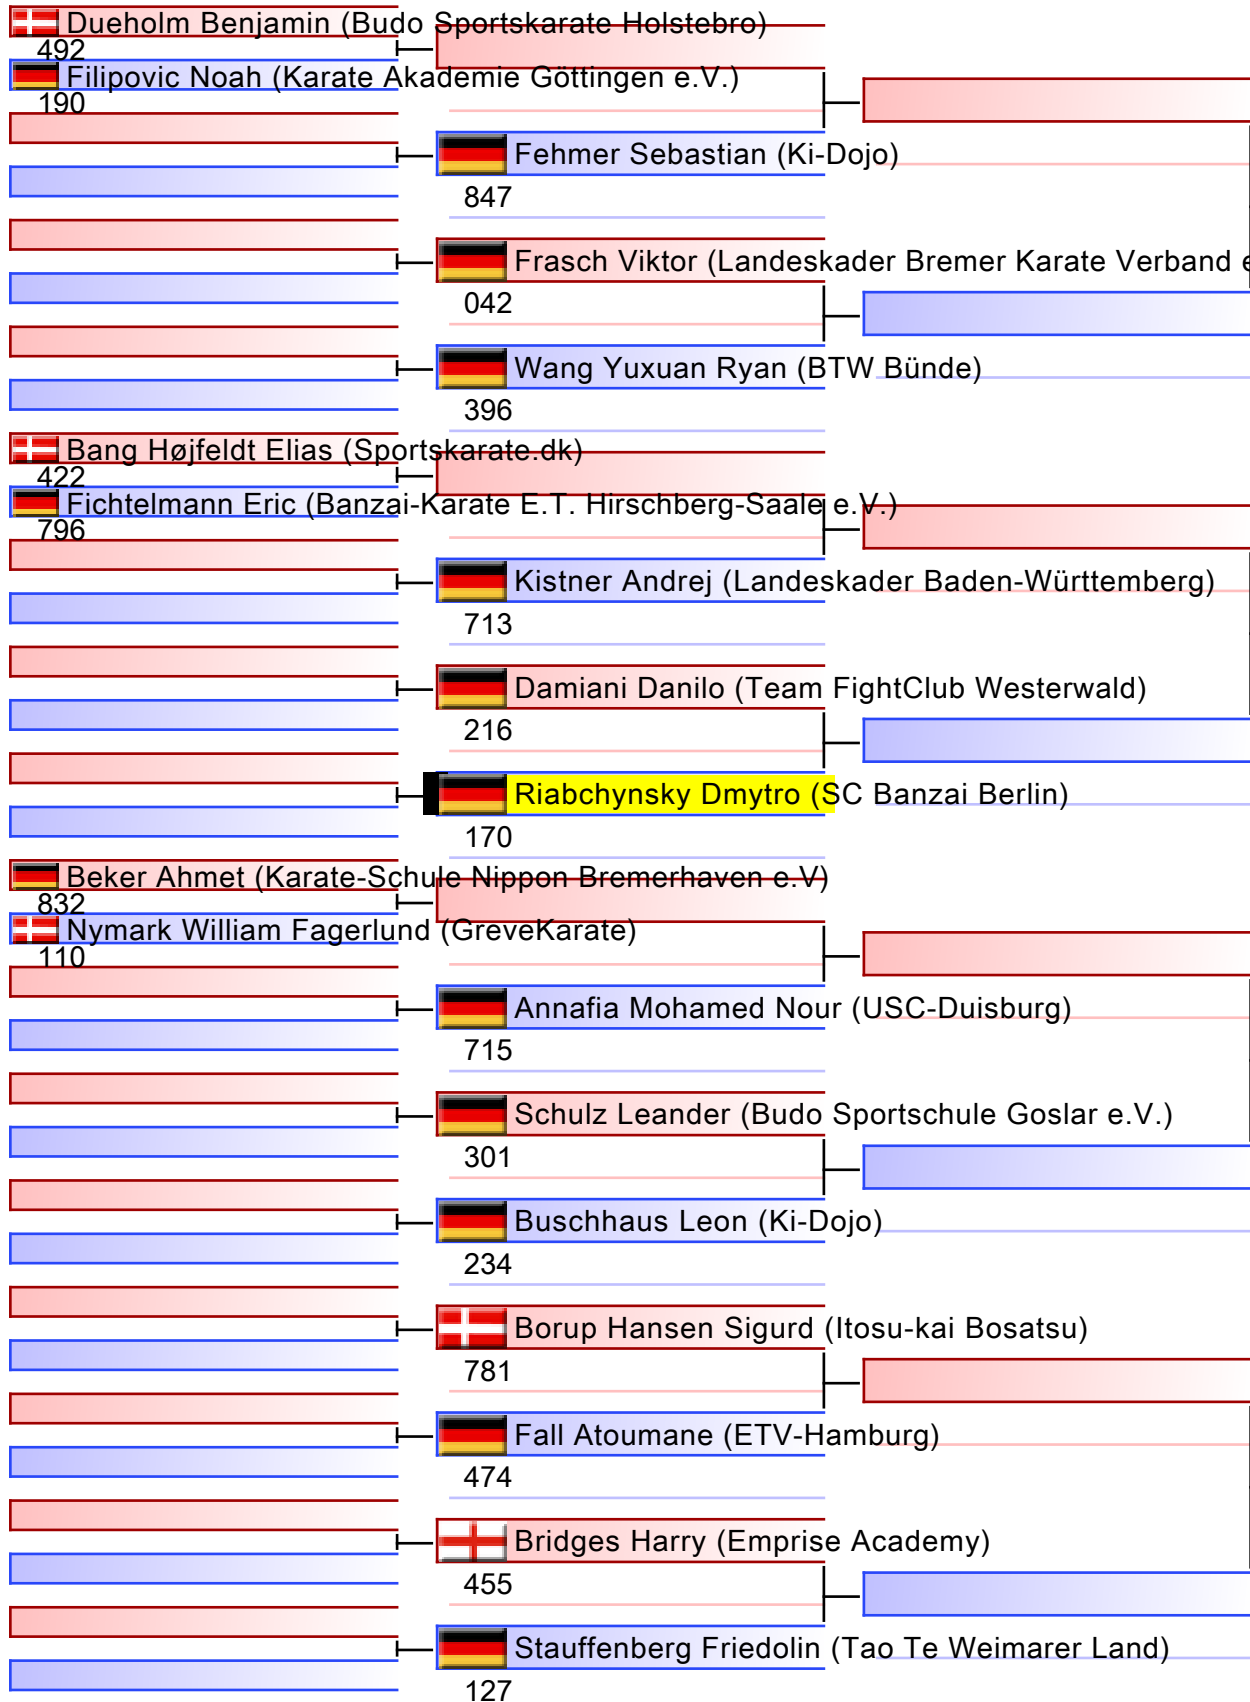 Dueholm Benjamin (Budo Sportskarate Holstebro)
492
Filipovic Noah (Karate Akademie Göttingen e.V.)
190
Fehmer Sebastian (Ki-Dojo)
847
Frasch Viktor (Landeskader Bremer Karate Verband e
042
Wang Yuxuan Ryan (BTW Bünde)
396
Bang Højfeldt Elias (Sportskarate.dk)
422
Fichtelmann Eric (Banzai-Karate E.T. Hirschberg-Saale e.V.)
796
Kistner Andrej (Landeskader Baden-Württemberg)
713
Damiani Danilo (Team FightClub Westerwald)
216
Riabchynsky Dmytro (SC Banzai Berlin)
170
Beker Ahmet (Karate-Schule Nippon Bremerhaven e.V)
832
Nymark William Fagerlund (GreveKarate)
110
Annafia Mohamed Nour (USC-Duisburg)
715
Schulz Leander (Budo Sportschule Goslar e.V.)
301
Buschhaus Leon (Ki-Dojo)
234
Borup Hansen Sigurd (Itosu-kai Bosatsu)
781
Fall Atoumane (ETV-Hamburg)
474
Bridges Harry (Emprise Academy)
455
Stauffenberg Friedolin (Tao Te Weimarer Land)
127